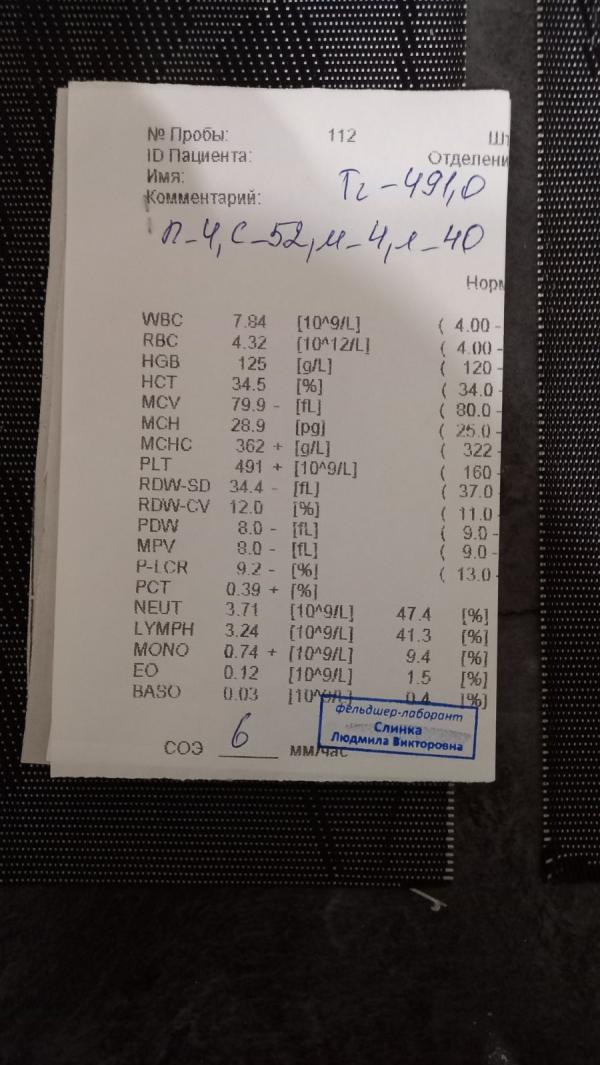 № Пробы: 112 Шт
ID Пациента: Отделени
Имя:
Комментарий: Тг-491,0
п-4, с-52, м-4, л-40
Норм
WBC 7.84 [10^9/L] ( 4.00 -
RBC 4.32 [10^12/L] ( 4.00 -
HGB 125 [g/L] ( 120 -
HCT 34.5 [%] ( 34.0 -
MCV 79.9 - [fL] ( 80.0 -
MCH 28.9 [pg] ( 25.0 -
MCHC 362 + [g/L] ( 322 -
PLT 491 + [10^9/L] ( 160 -
RDW-SD 34.4 - [fL] ( 37.0 -
RDW-CV 12.0 [%] ( 11.0 -
PDW 8.0 - [fL] ( 9.0 -
MPV 8.0 - [fL] ( 9.0 -
P-LCR 9.2 - [%] ( 13.0 -
PCT 0.39 + [%]
NEUT 3.71 [10^9/L] 47.4 [%]
LYMPH 3.24 [10^9/L] 41.3 [%]
MONO 0.74 + [10^9/L] 9.4 [%]
EO 0.12 [10^9/L] 1.5 [%]
BASO 0.03 [10^9/L] 0.4 [%]
фельдшер-лаборант
Слинка
Людмила Викторовна
СОЭ 6 мм/час